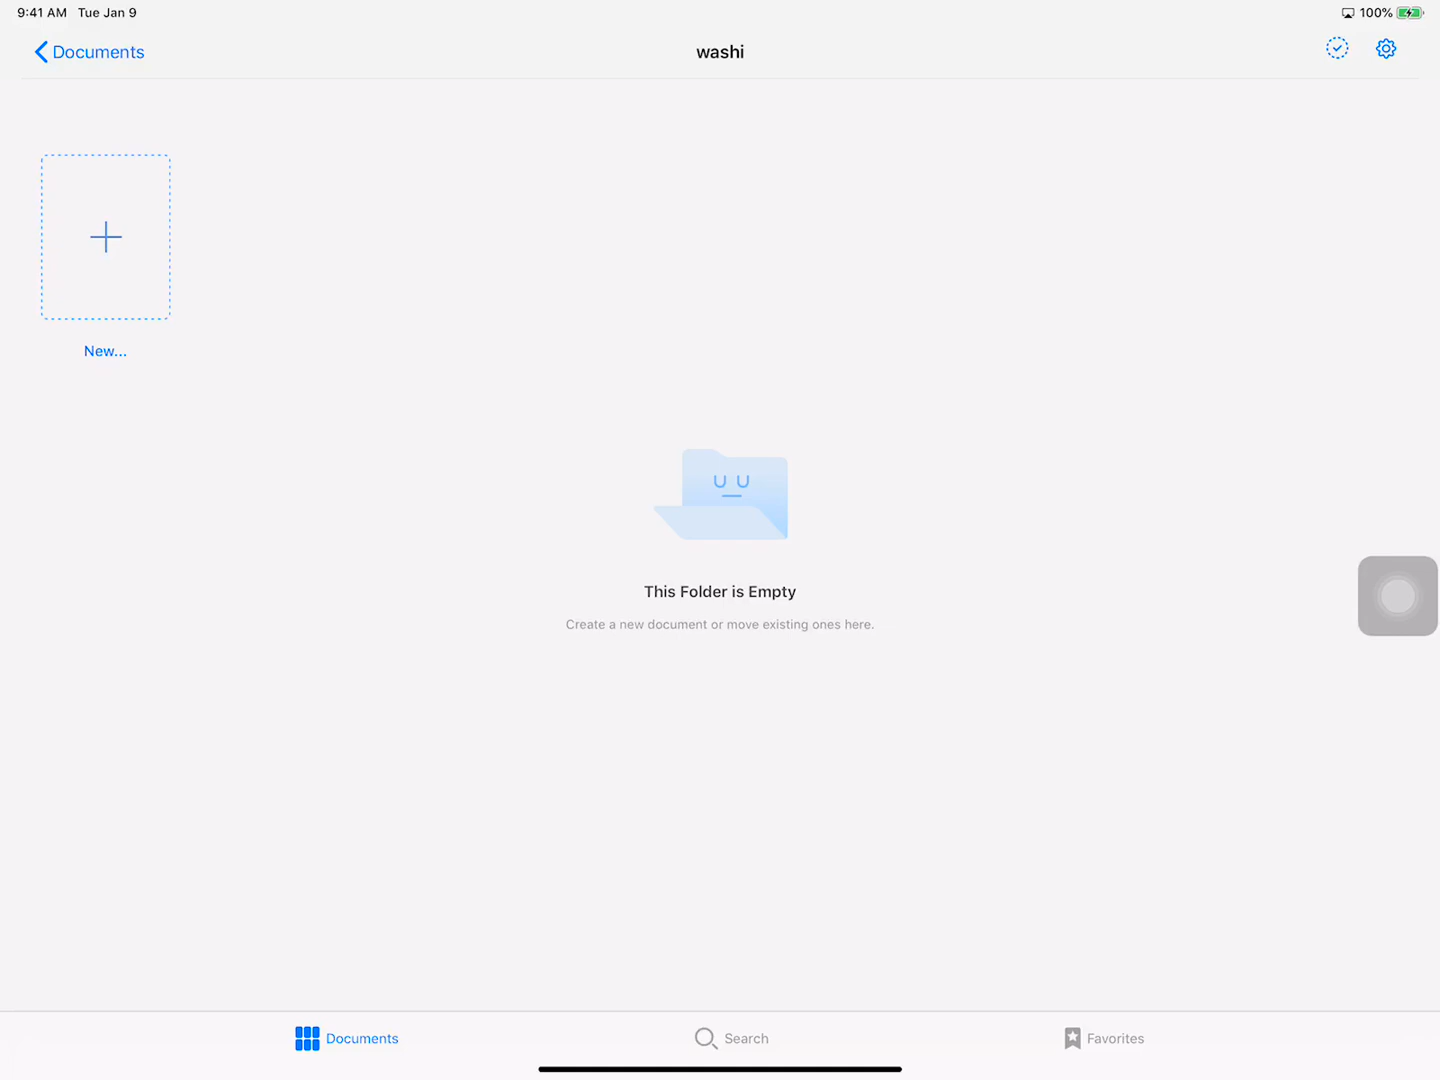 9:41 AM Tue Jan 9
100%
Documents
washi
New...
This Folder is Empty
Create a new document or move existing ones here.
Documents
Search
Favorites